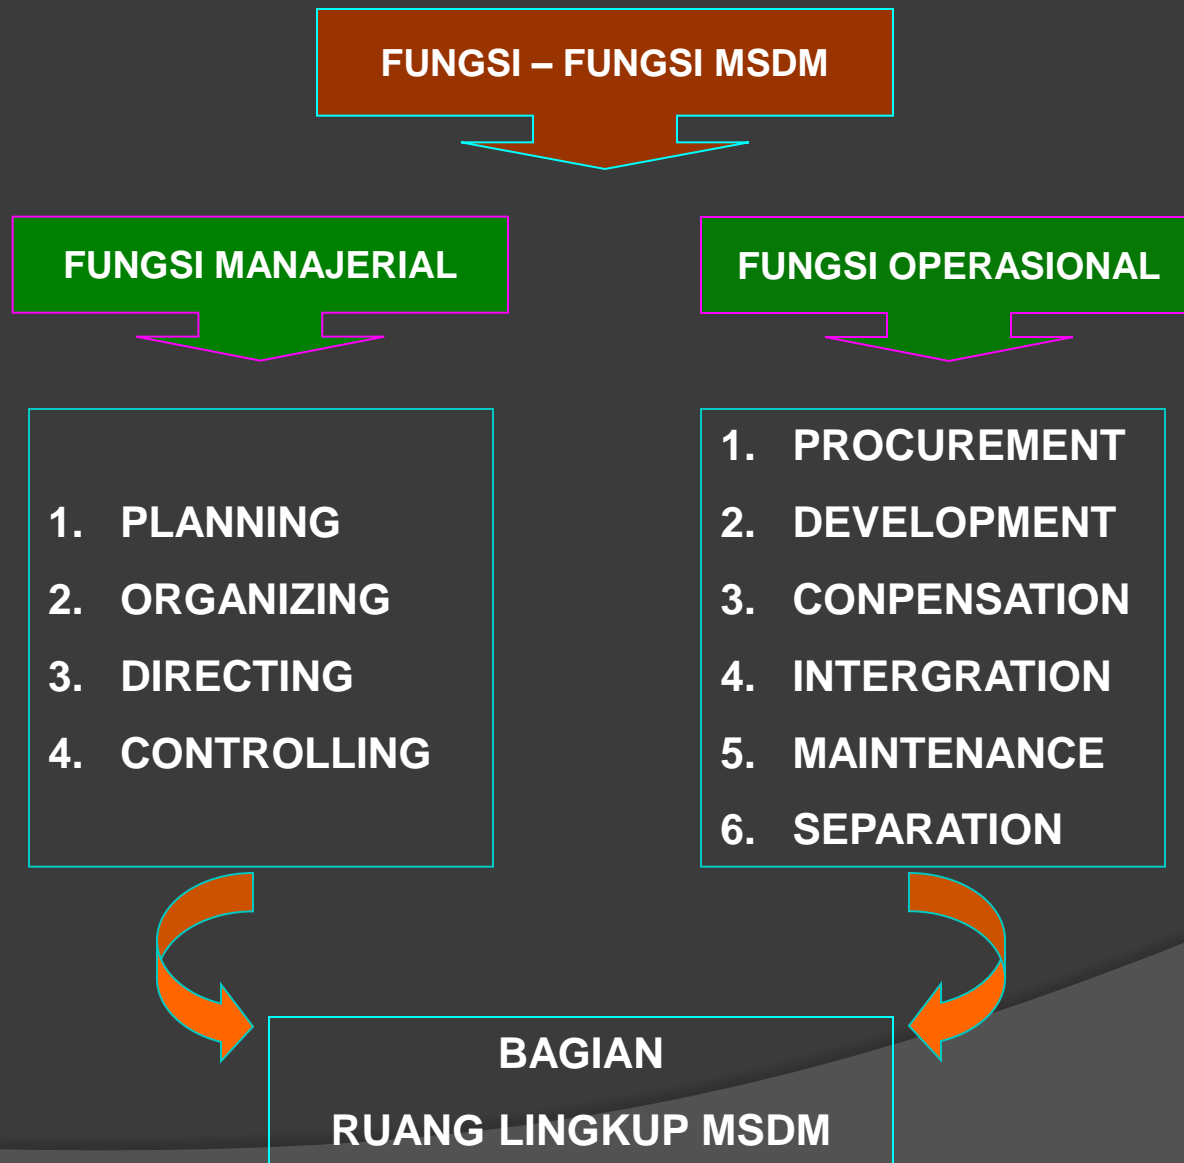 FUNGSI – FUNGSI MSDM
FUNGSI MANAJERIAL
1. PLANNING
2. ORGANIZING
3. DIRECTING
4. CONTROLLING
FUNGSI OPERASIONAL
1. PROCUREMENT
2. DEVELOPMENT
3. CONPENSATION
4. INTERGRATION
5. MAINTENANCE
6. SEPARATION
BAGIAN
RUANG LINGKUP MSDM